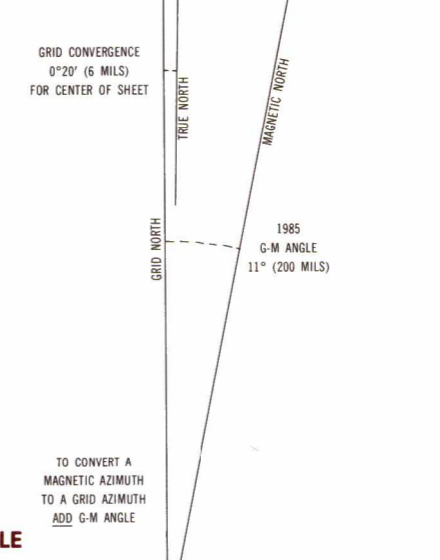 GRID CONVERGENCE
0°20' (6 MILS)
FOR CENTER OF SHEET
TRUE NORTH
MAGNETIC NORTH
GRID NORTH
1985
G-M ANGLE
11° (200 MILS)
TO CONVERT A
MAGNETIC AZIMUTH
TO A GRID AZIMUTH
ADD G-M ANGLE
LE